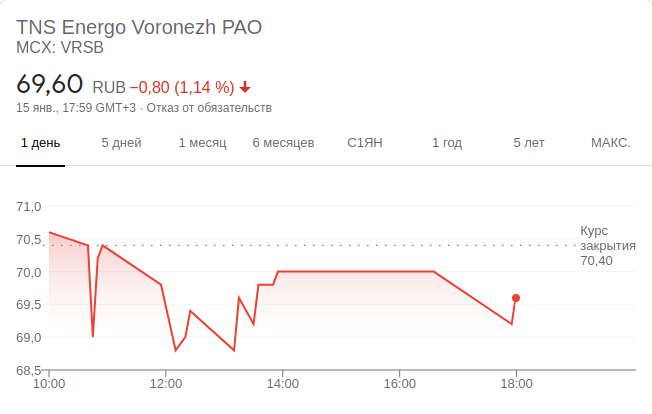 TNS Energo Voronezh PAO
MCX: VRSB
69,60 RUB −0,80 (1,14 %)
15 янв., 17:59 GMT+3 · Отказ от обязательств
1 день 5 дней 1 месяц 6 месяцев С1ЯН 1 год 5 лет МАКС.
71,0
70,5
70,0
69,5
69,0
68,5
Курс
закрытия
70,40
10:00 12:00 14:00 16:00 18:00